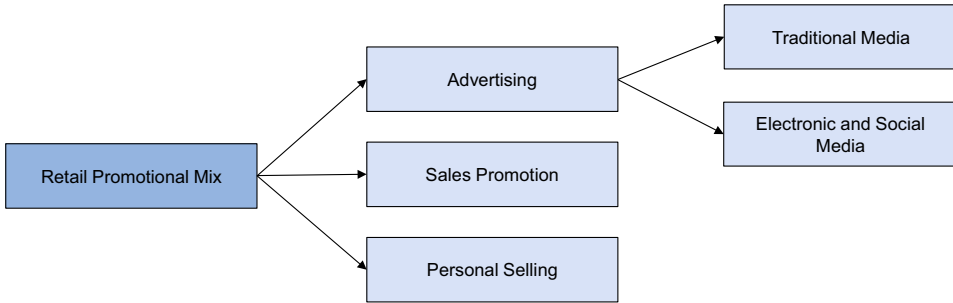 Traditional Media
Advertising
Electronic and Social
Media
Retail Promotional Mix
Sales Promotion
Personal Selling